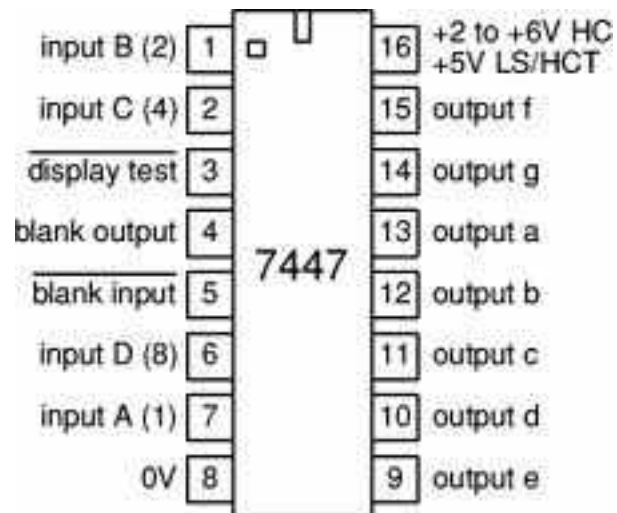 input B (2) 1
16 +2 to +6V HC
+5V LS/HCT
input C (4) 2
15 output f
display test 3
14 output g
blank output 4
13 output a
7447
blank input 5
12 output b
input D (8) 6
11 output c
input A (1) 7
10 output d
0V 8
9 output e